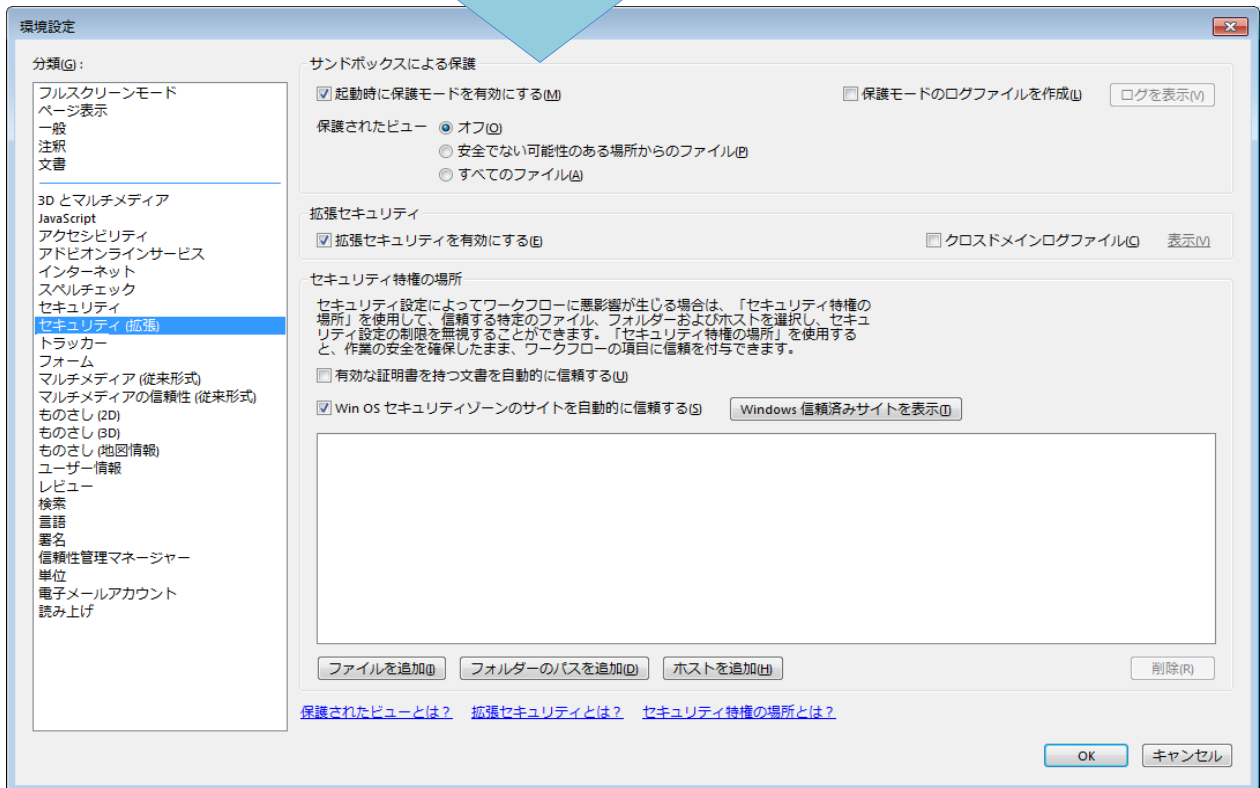 環境設定
分類(G):
フルスクリーンモード
ページ表示
一般
注釈
文書
3D とマルチメディア
JavaScript
アクセシビリティ
アドビオンラインサービス
インターネット
スペルチェック
セキュリティ
セキュリティ (拡張)
トラッカー
フォーム
マルチメディア (従来形式)
マルチメディアの信頼性 (従来形式)
ものさし (2D)
ものさし (3D)
ものさし (地図情報)
ユーザー情報
レビュー
検索
言語
署名
信頼性管理マネージャー
単位
電子メールアカウント
読み上げ
サンドボックスによる保護
起動時に保護モードを有効にする(M) 保護モードのログファイルを作成(L) ログを表示(V)
保護されたビュー オフ(O)
安全でない可能性のある場所からのファイル(P)
すべてのファイル(A)
拡張セキュリティ
拡張セキュリティを有効にする(E) クロスドメインログファイル(C) 表示(V)
セキュリティ特権の場所
セキュリティ設定によってワークフローに悪影響が生じる場合は、「セキュリティ特権の
場所」を使用して、信頼する特定のファイル、フォルダーおよびホストを選択し、セキュ
リティ設定の制限を無視することができます。「セキュリティ特権の場所」を使用する
と、作業の安全を確保したまま、ワークフローの項目に信頼を付与できます。
有効な証明書を持つ文書を自動的に信頼する(U)
Win OS セキュリティゾーンのサイトを自動的に信頼する(S) Windows 信頼済みサイトを表示(T)
ファイルを追加(I) フォルダーのパスを追加(D) ホストを追加(H) 削除(R)
保護されたビューとは? 拡張セキュリティとは? セキュリティ特権の場所とは?
OK キャンセル